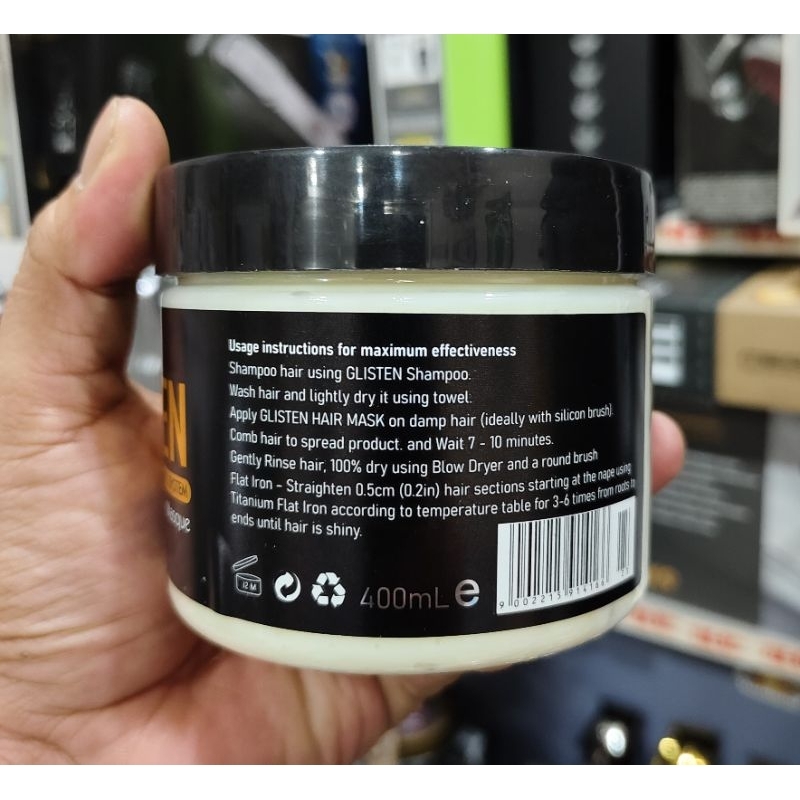 EN
SYSTEM
Masque
Usage instructions for maximum effectiveness
Shampoo hair using GLISTEN Shampoo.
Wash hair and lightly dry it using towel.
Apply GLISTEN HAIR MASK on damp hair (ideally with silicon brush).
Comb hair to spread product. and Wait 7 - 10 minutes.
Gently Rinse hair, 100% dry using Blow Dryer and a round brush
Flat Iron - Straighten 0.5cm (0.2in) hair sections starting at the nape using
Titanium Flat Iron according to temperature table for 3-6 times from roots to
ends until hair is shiny.
12 M
400mL e